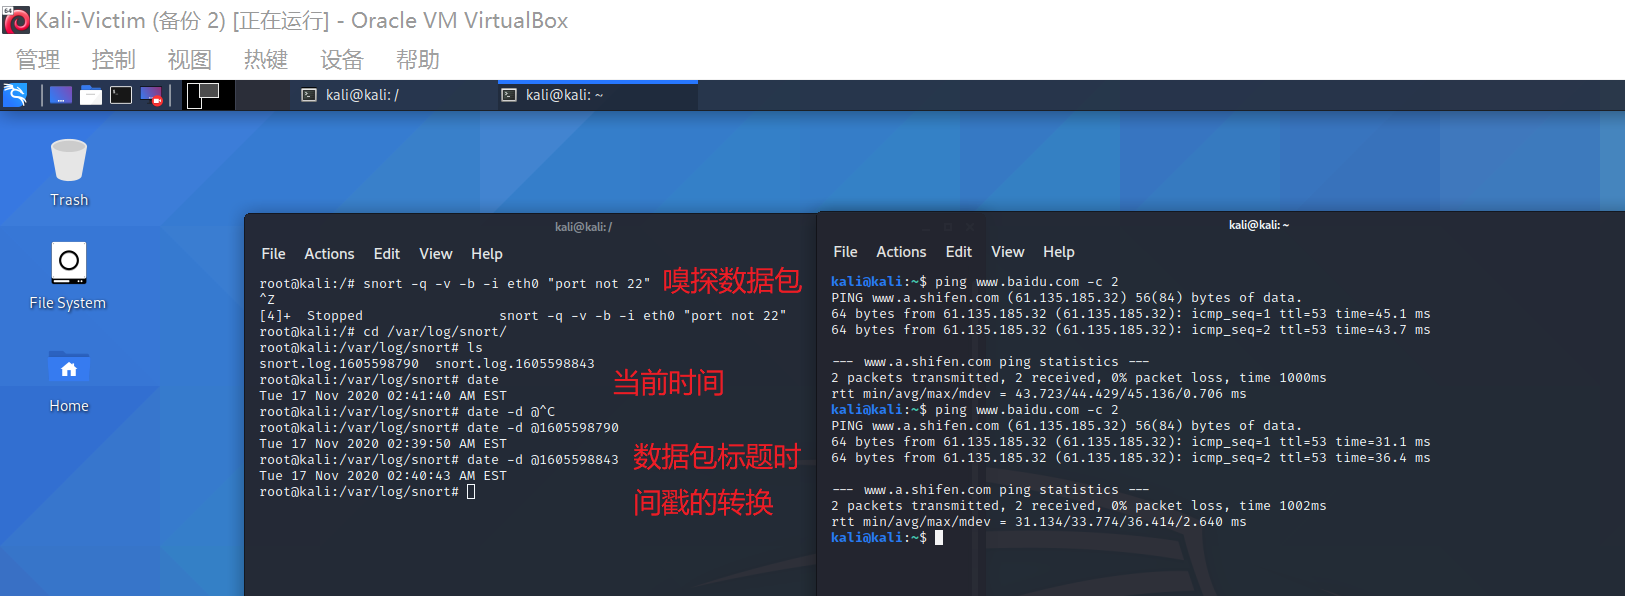 64
Kali-Victim (备份 2) [正在运行] - Oracle VM VirtualBox
管理 控制 视图 热键 设备 帮助
kali@kali: /
kali@kali: ~
Trash
File System
Home
kali@kali: /
File Actions Edit View Help
root@kali:/# snort -q -v -b -i eth0 "port not 22"
嗅探数据包
^Z
[4]+  Stopped                 snort -q -v -b -i eth0 "port not 22"
root@kali:/# cd /var/log/snort/
root@kali:/var/log/snort# ls
snort.log.1605598790  snort.log.1605598843
root@kali:/var/log/snort# date
当前时间
Tue 17 Nov 2020 02:41:40 AM EST
root@kali:/var/log/snort# date -d @^C
root@kali:/var/log/snort# date -d @1605598790
Tue 17 Nov 2020 02:39:50 AM EST
root@kali:/var/log/snort# date -d @1605598843
数据包标题时
间戳的转换
Tue 17 Nov 2020 02:40:43 AM EST
root@kali:/var/log/snort#
kali@kali: ~
File Actions Edit View Help
kali@kali:~$ ping www.baidu.com -c 2
PING www.a.shifen.com (61.135.185.32) 56(84) bytes of data.
64 bytes from 61.135.185.32 (61.135.185.32): icmp_seq=1 ttl=53 time=45.1 ms
64 bytes from 61.135.185.32 (61.135.185.32): icmp_seq=2 ttl=53 time=43.7 ms
--- www.a.shifen.com ping statistics ---
2 packets transmitted, 2 received, 0% packet loss, time 1000ms
rtt min/avg/max/mdev = 43.723/44.429/45.136/0.706 ms
kali@kali:~$ ping www.baidu.com -c 2
PING www.a.shifen.com (61.135.185.32) 56(84) bytes of data.
64 bytes from 61.135.185.32 (61.135.185.32): icmp_seq=1 ttl=53 time=31.1 ms
64 bytes from 61.135.185.32 (61.135.185.32): icmp_seq=2 ttl=53 time=36.4 ms
--- www.a.shifen.com ping statistics ---
2 packets transmitted, 2 received, 0% packet loss, time 1002ms
rtt min/avg/max/mdev = 31.134/33.774/36.414/2.640 ms
kali@kali:~$